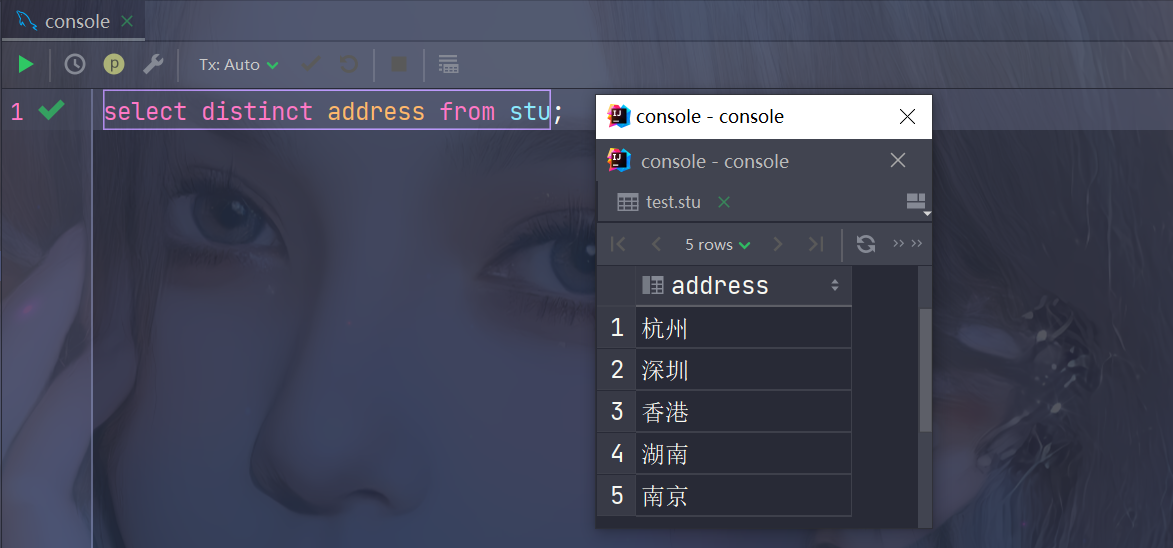 console
Tx: Auto
1 select distinct address from stu;
console - console
console - console
test.stu
5 rows
address
1 杭州
2 深圳
3 香港
4 湖南
5 南京